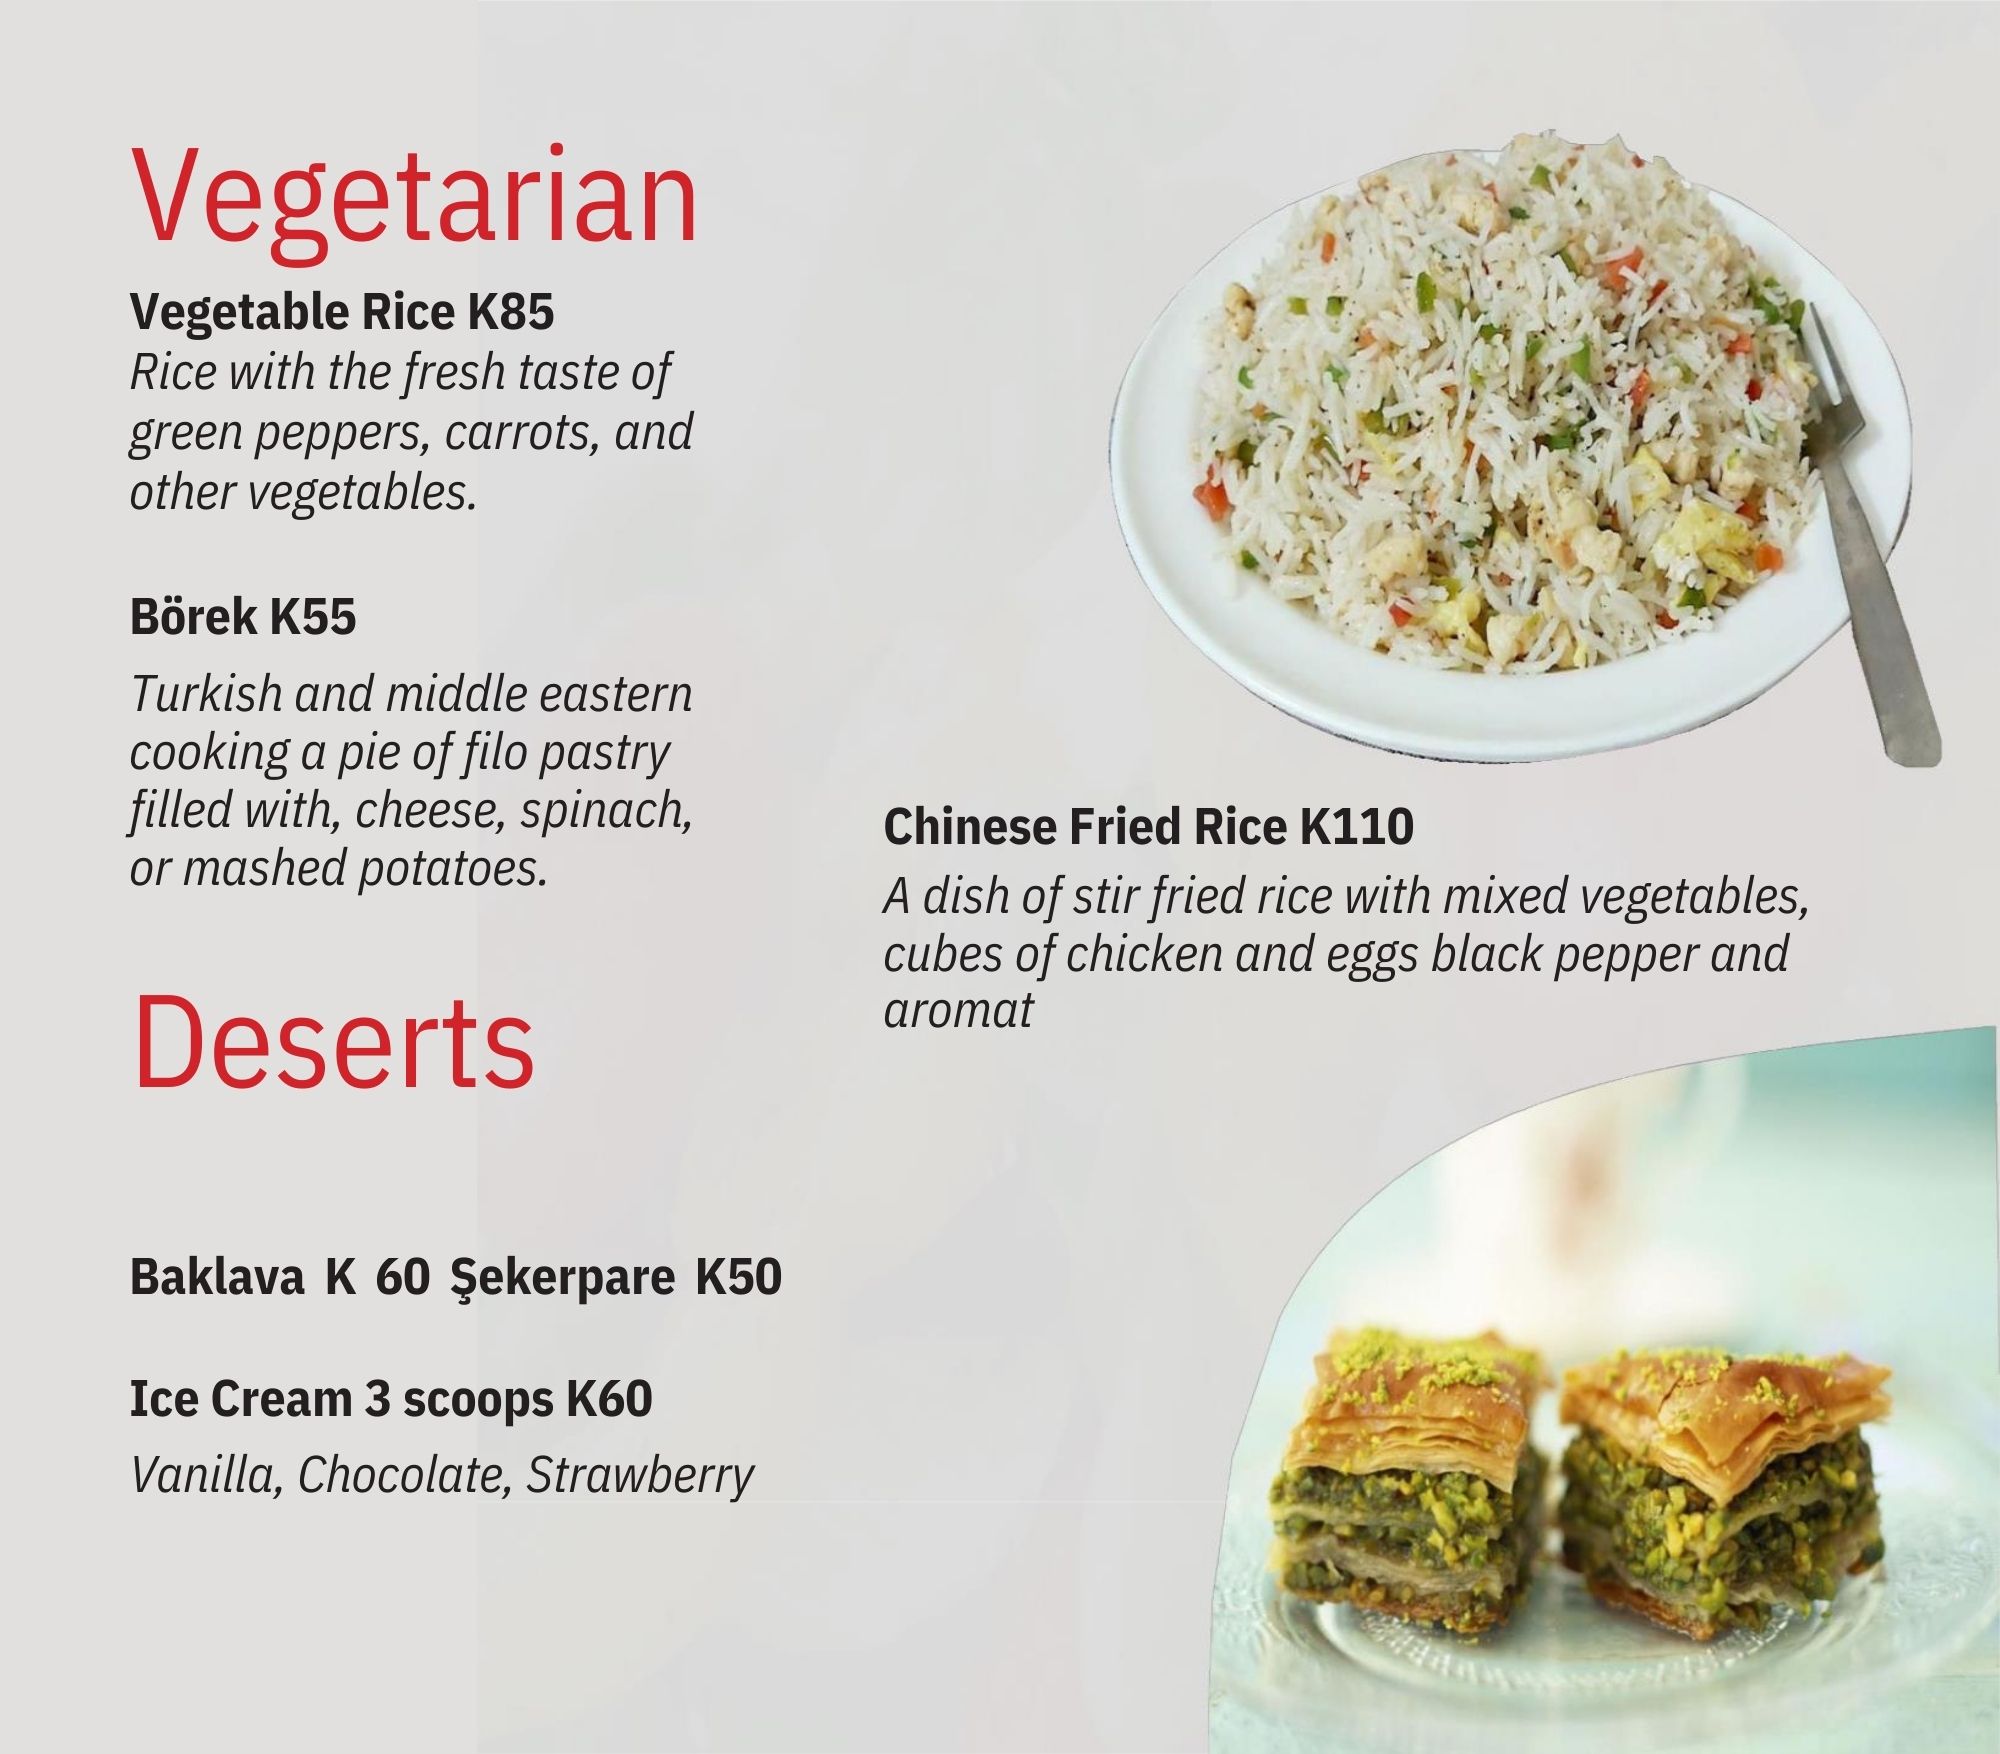 Vegetarian
Vegetable Rice K85
Rice with the fresh taste of
green peppers, carrots, and
other vegetables.
Börek K55
Turkish and middle eastern
cooking a pie of filo pastry
filled with, cheese, spinach,
or mashed potatoes.
Chinese Fried Rice K110
A dish of stir fried rice with mixed vegetables,
cubes of chicken and eggs black pepper and
aromat
Deserts
Baklava K 60 Şekerpare K50
Ice Cream 3 scoops K60
Vanilla, Chocolate, Strawberry